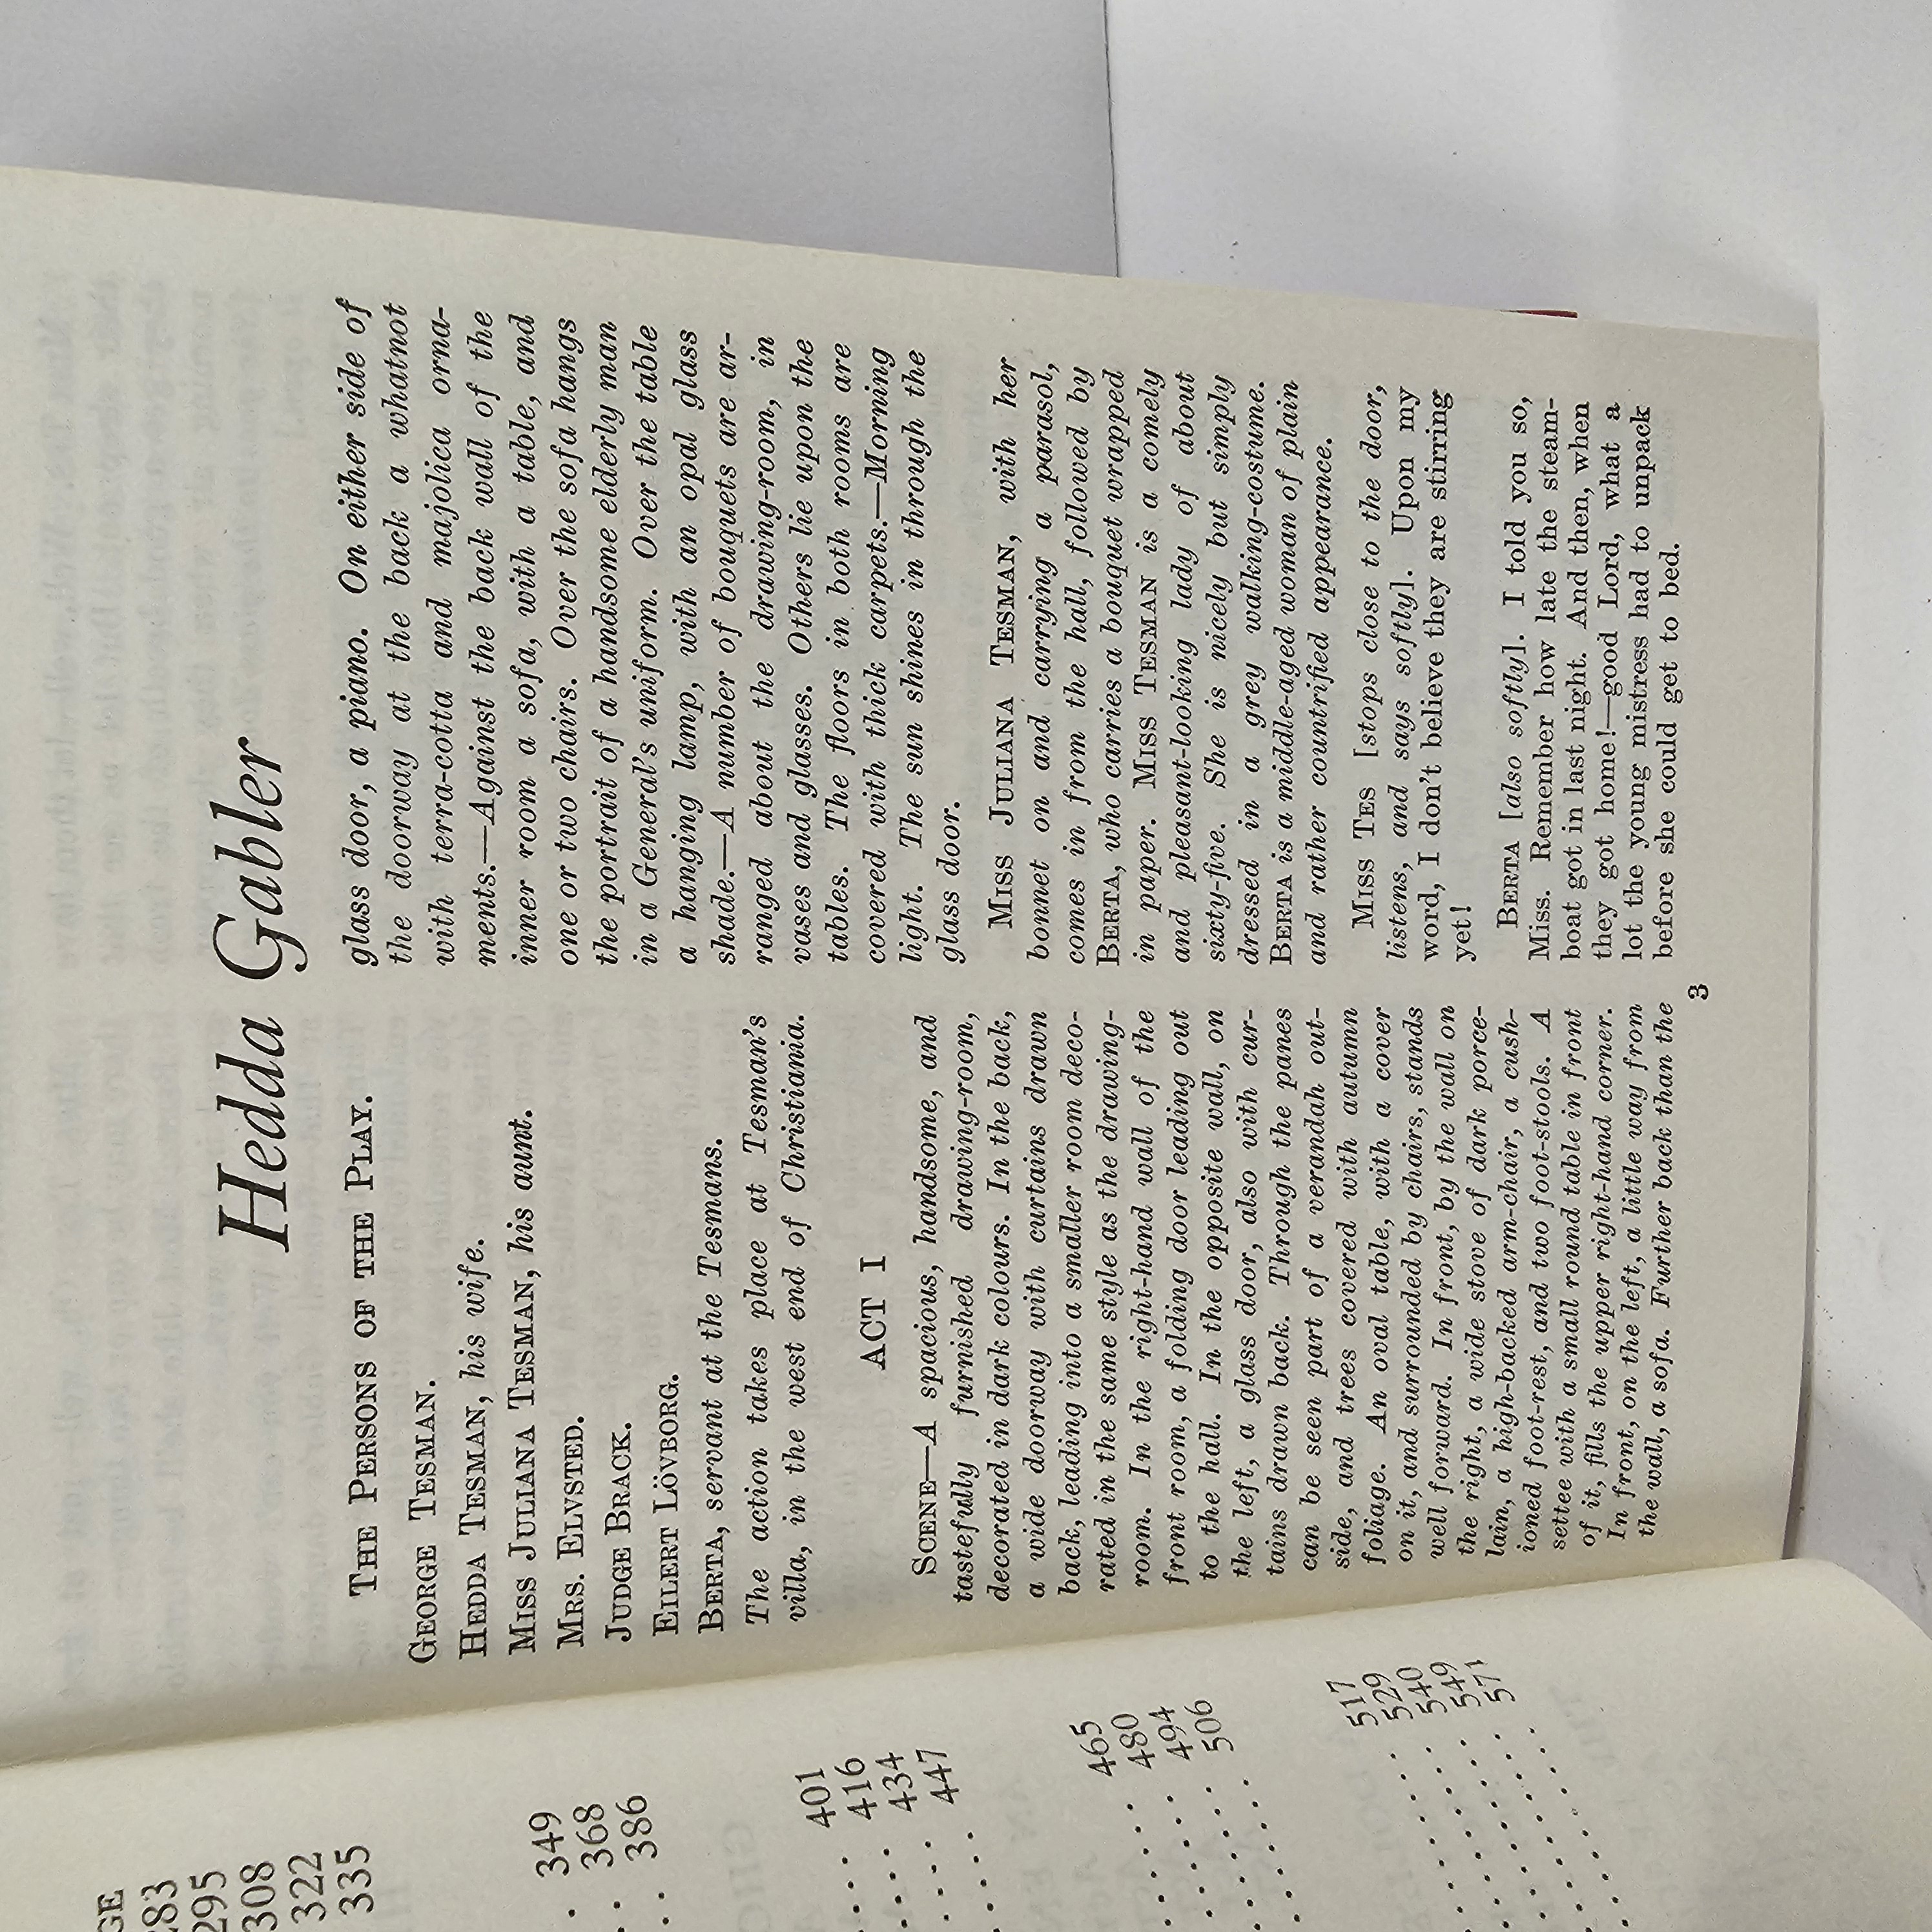 GE
283
295
308
322
335
349
368
386
401
416
434
447
465
480
494
506
517
529
540
549
571
Hedda Gabler
THE PERSONS OF THE PLAY.
GEORGE TESMAN.
HEDDA TESMAN, his wife.
MISS JULIANA TESMAN, his aunt.
MRS. ELVSTED.
JUDGE BRACK.
EILERT LÖVBORG.
BERTA, servant at the Tesmans.
The action takes place at Tesman's
villa, in the west end of Christiania.
ACT I
SCENE—A spacious, handsome, and
tastefully furnished drawing-room,
decorated in dark colours. In the back,
a wide doorway with curtains drawn
back, leading into a smaller room deco-
rated in the same style as the drawing-
room. In the right-hand wall of the
front room, a folding door leading out
to the hall. In the opposite wall, on
the left, a glass door, also with cur-
tains drawn back. Through the panes
can be seen part of a verandah out-
side, and trees covered with autumn
foliage. An oval table, with a cover
on it, and surrounded by chairs, stands
well forward. In front, by the wall on
the right, a wide stove of dark porce-
lain, a high-backed arm-chair, a cush-
ioned foot-rest, and two foot-stools. A
settee with a small round table in front
of it, fills the upper right-hand corner.
In front, on the left, a little way from
the wall, a sofa. Further back than the
glass door, a piano. On either side of
the doorway at the back a whatnot
with terra-cotta and majolica orna-
ments.—Against the back wall of the
inner room a sofa, with a table, and
one or two chairs. Over the sofa hangs
the portrait of a handsome elderly man
in a General's uniform. Over the table
a hanging lamp, with an opal glass
shade.—A number of bouquets are ar-
ranged about the drawing-room, in
vases and glasses. Others lie upon the
tables. The floors in both rooms are
covered with thick carpets.—Morning
light. The sun shines in through the
glass door.
MISS JULIANA TESMAN, with her
bonnet on and carrying a parasol,
comes in from the hall, followed by
BERTA, who carries a bouquet wrapped
in paper. MISS TESMAN is a comely
and pleasant-looking lady of about
sixty-five. She is nicely but simply
dressed in a grey walking-costume.
BERTA is a middle-aged woman of plain
and rather countrified appearance.
MISS TES [stops close to the door,
listens, and says softly]. Upon my
word, I don't believe they are stirring
yet!
BERTA [also softly]. I told you so,
Miss. Remember how late the steam-
boat got in last night. And then, when
they got home!—good Lord, what a
lot the young mistress had to unpack
before she could get to bed.
3